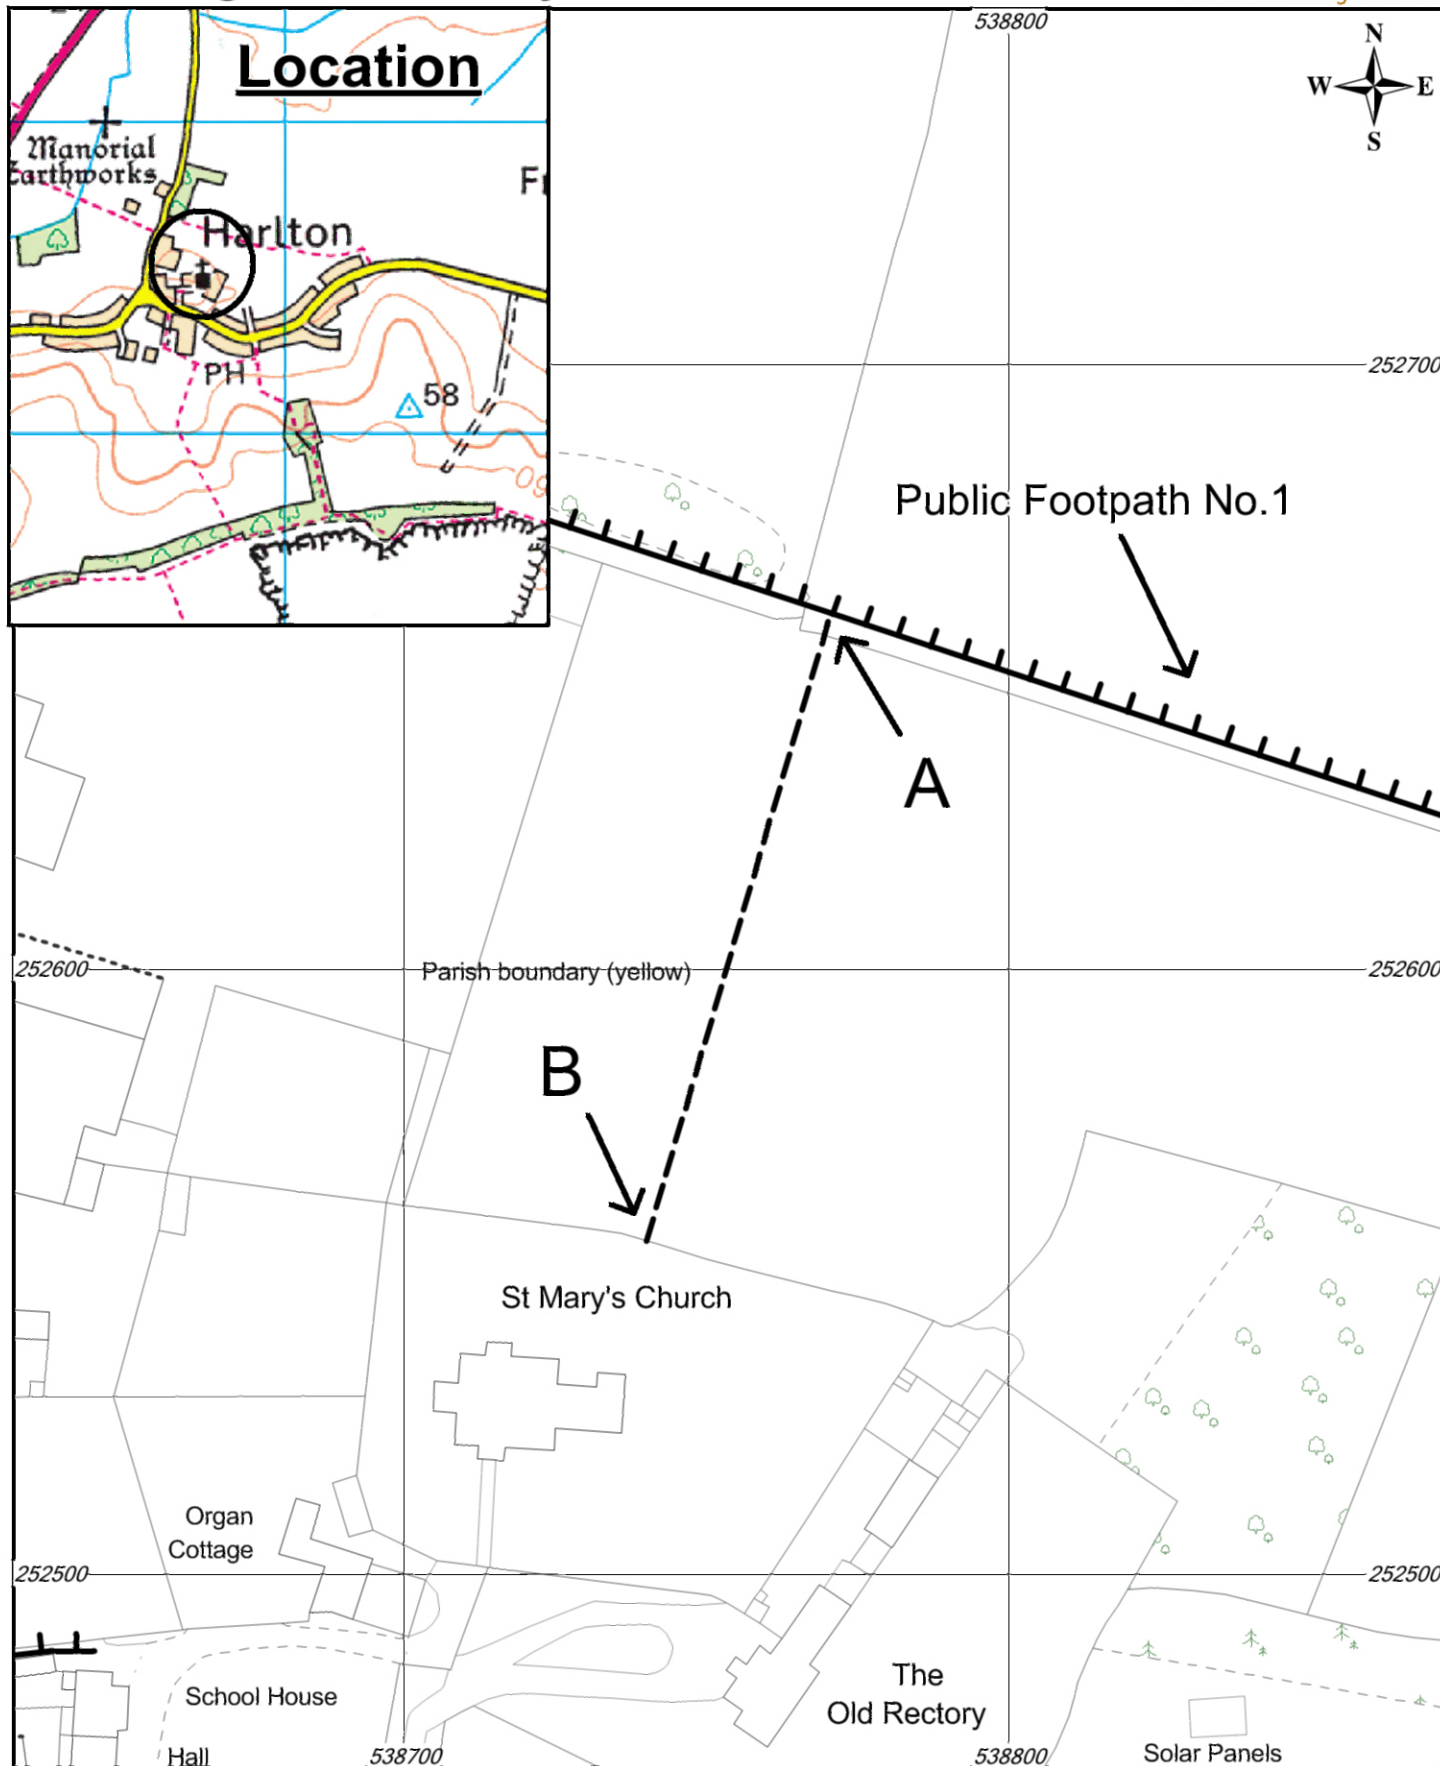 538800
N
W E
S
Location
Manorial
Earthworks
Harlton
PH
58
252700
Public Footpath No.1
A
252600
Parish boundary (yellow)
252600
B
St Mary's Church
Organ
Cottage
252500
252500
The
Old Rectory
School House
Hall
538700
538800
Solar Panels